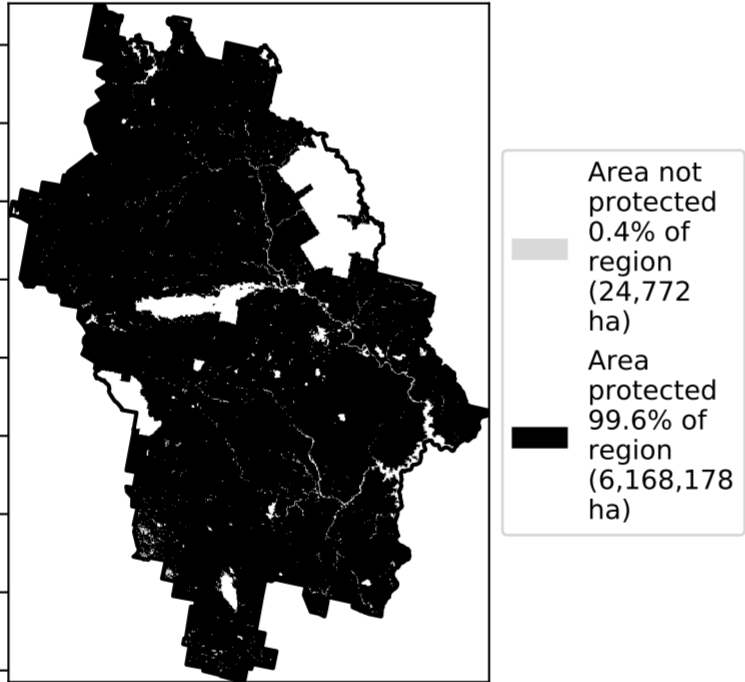 Area not
protected
0.4% of
region
(24,772
ha)
Area
protected
99.6% of
region
(6,168,178
ha)